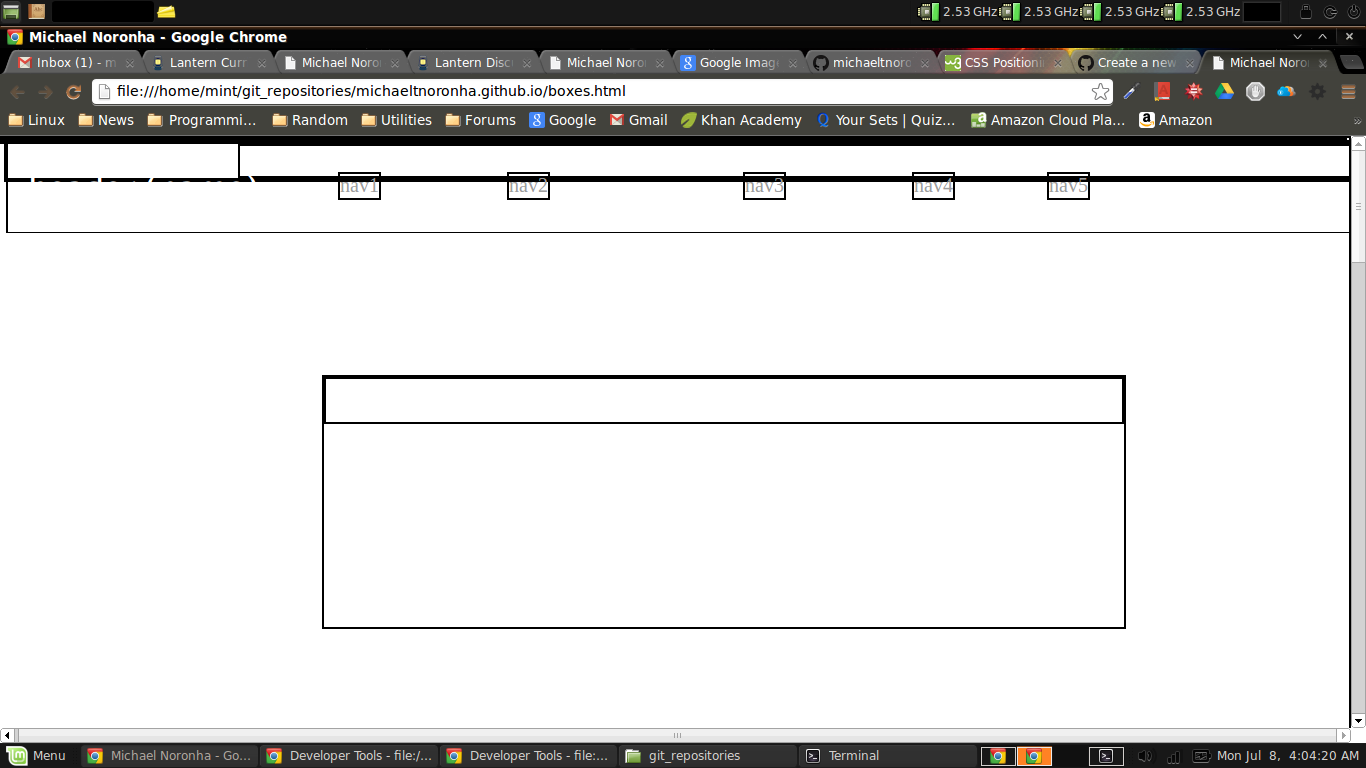 2.53 GHz 2.53 GHz 2.53 GHz 2.53 GHz
Michael Noronha - Google Chrome
Inbox (1) - m Lantern Curr Michael Noro Lantern Disc Michael Noro Google Imag michaeltnoro CSS Positioni Create a new Michael Noro
file:///home/mint/git_repositories/michaeltnoronha.github.io/boxes.html
Linux News Programmi... Random Utilities Forums Google Gmail Khan Academy Your Sets | Quiz... Amazon Cloud Pla... Amazon
nav1 nav2 nav3 nav4 nav5
Menu Michael Noronha - Go... Developer Tools - file:/... Developer Tools - file:... git_repositories Terminal Mon Jul 8, 4:04:20 AM